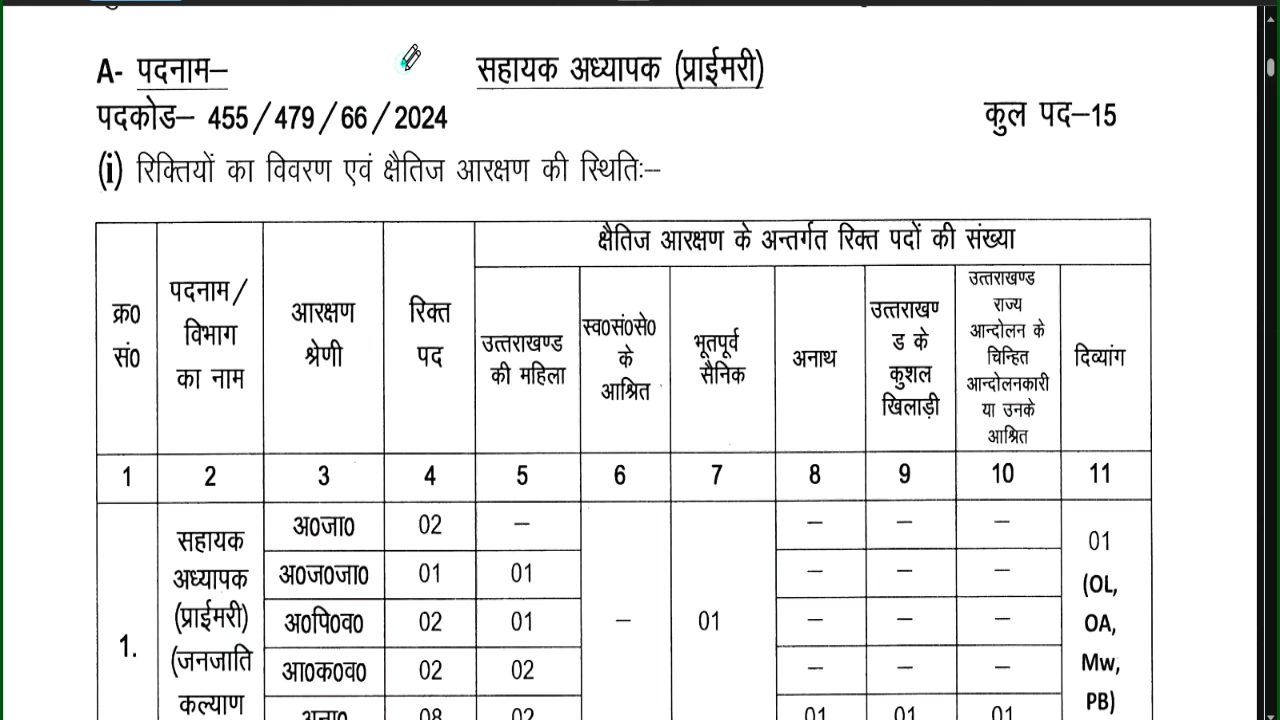 A- पदनाम– सहायक अध्यापक (प्राईमरी)
पदकोड– 455/479/66/2024 कुल पद–15
(i) रिक्तियों का विवरण एवं क्षैतिज आरक्षण की स्थितिः–
क्र0 सं0
पदनाम/ विभाग का नाम
आरक्षण श्रेणी
रिक्त पद
क्षैतिज आरक्षण के अन्तर्गत रिक्त पदों की संख्या
उत्तराखण्ड की महिला
स्व0सं0से0 के आश्रित
भूतपूर्व सैनिक
अनाथ
उत्तराखण्ड के कुशल खिलाड़ी
उत्तराखण्ड राज्य आन्दोलन के चिन्हित आन्दोलनकारी या उनके आश्रित
दिव्यांग
1 2 3 4 5 6 7 8 9 10 11
1.
सहायक अध्यापक (प्राईमरी) (जनजाति कल्याण
अ0जा0 02 – – – –
अ0ज0जा0 01 01 – – –
अ0पि0व0 02 01 – 01 – – –
आ0क0व0 02 02 – – –
अना0 08 02 01 01 01
01 (OL, OA, Mw, PB)